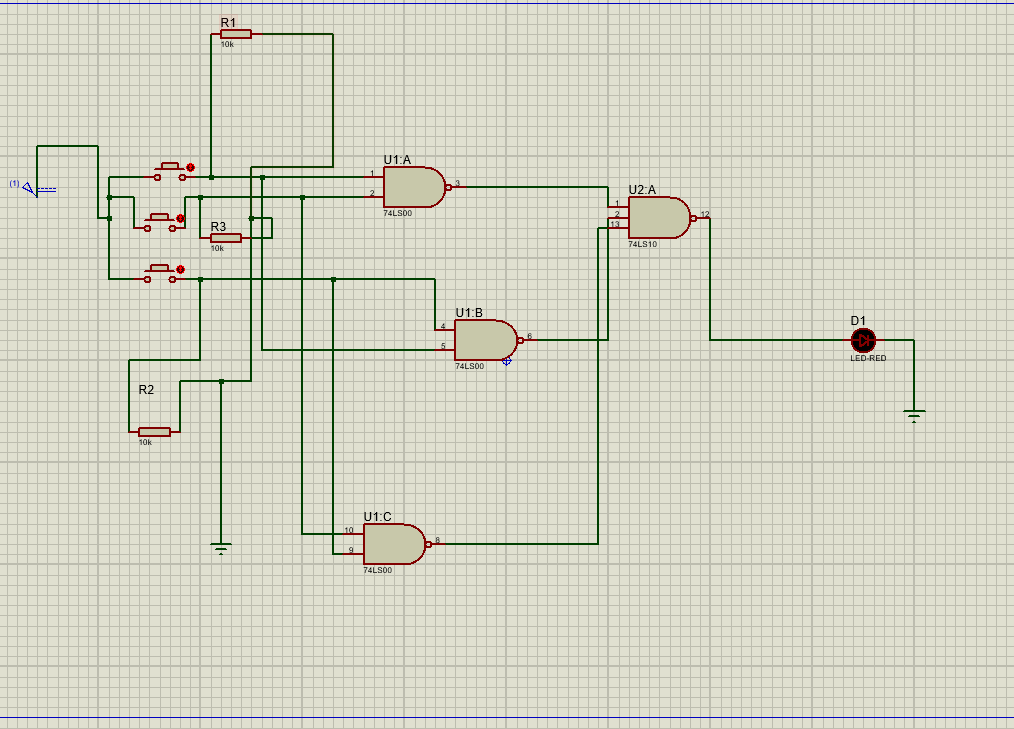 R1
10k
(1)
U1:A
1
2
3
74LS00
U2:A
1
2
13
12
74LS10
R3
10k
U1:B
4
5
6
74LS00
D1
LED-RED
R2
10k
U1:C
10
9
8
74LS00